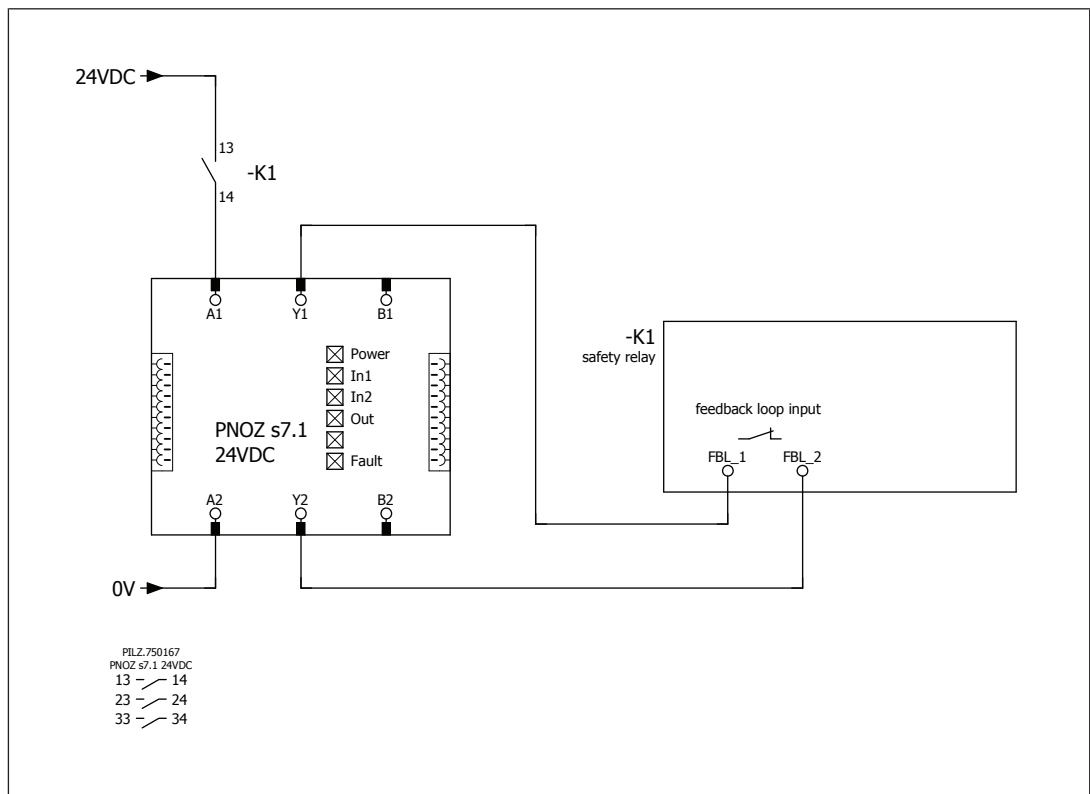 24VDC
13
-K1
14
A1 Y1 B1
-K1
safety relay
Power
In1
In2
Out
Fault
PNOZ s7.1
24VDC
feedback loop input
FBL_1 FBL_2
A2 Y2 B2
0V
PILZ.750167
PNOZ s7.1 24VDC
13 14
23 24
33 34